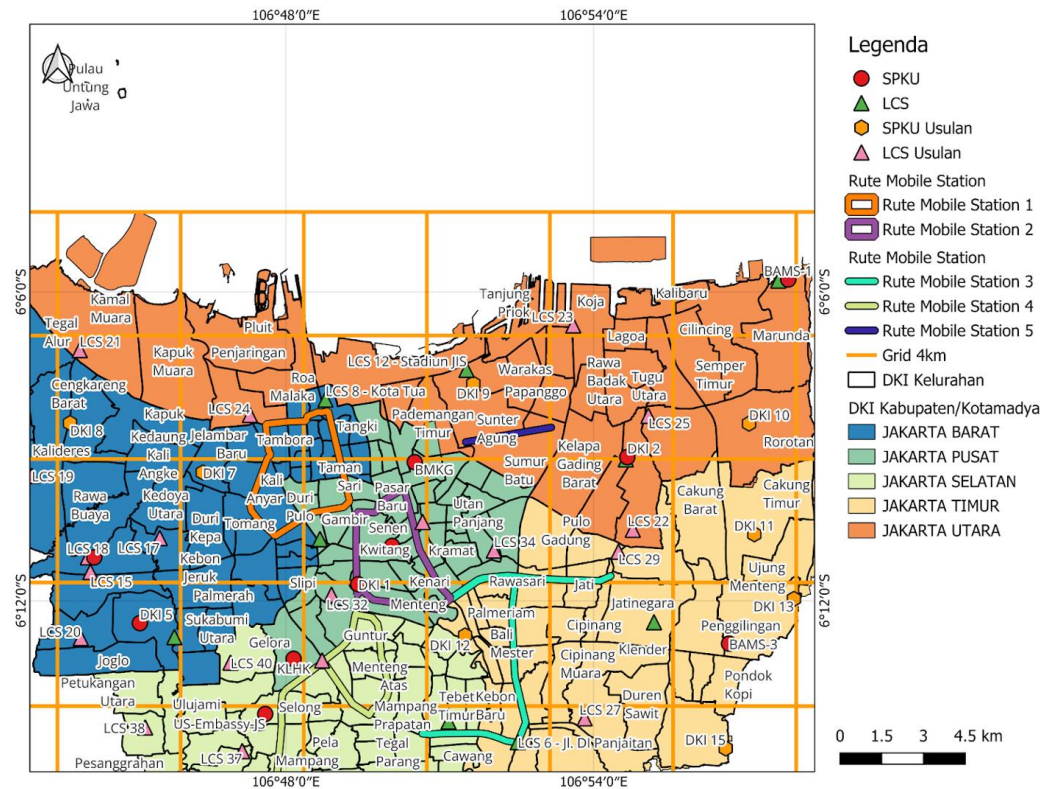 106°48'0″E
106°54'0″E
Pulau
Untung
Jawa
6°6'0″S
6°12'0″S
BAMS-1
Kamal
Muara
Tanjung
Priok
Koja
Kalibaru
LCS 23
Tegal
Alur
LCS 21
Pluit
Lagoa
Cilincing
Marunda
Kapuk
Muara
Penjaringan
LCS 12 - Stadiun JIS
Warakas
Rawa
Badak
Utara
Tugu
Utara
Semper
Timur
Cengkareng
Barat
Roa
Malaka
LCS 8 - Kota Tua
DKI 9
Papanggo
DKI 8
Kapuk
LCS 24
Pademangan
Timur
Sunter
Agung
LCS 25
DKI 10
Rorotan
Kalideres
Kedaung
Kali
Angke
Jelambar
Baru
Tambora
Tangki
Kelapa
Gading
Barat
DKI 2
LCS 19
DKI 7
BMKG
Sumur
Batu
Taman
Sari
Kali
Anyar
Duri
Pulo
Pasar
Baru
Cakung
Barat
Cakung
Timur
Rawa
Buaya
Kedoya
Utara
Duri
Kepa
Tomang
Gambir
Senen
Utan
Panjang
Pulo
Gadung
LCS 22
DKI 11
LCS 18
LCS 17
Kwitang
Kramat
LCS 34
LCS 29
Kebon
Jeruk
LCS 15
Slipi
DKI 1
Kenari
Rawasari
Jati
Ujung
Menteng
Palmerah
LCS 32
Menteng
Jatinegara
DKI 13
DKI 5
Sukabumi
Utara
Palmeriam
Bali
Mester
Cipinang
Penggilingan
LCS 20
Guntur
DKI 12
Klender
BAMS-3
Joglo
Gelora
LCS 40
KLHK
Menteng
Atas
Cipinang
Muara
Petukangan
Utara
Pondok
Kopi
Ulujami
Selong
Mampang
Prapatan
Tebet
Timur
Kebon
Baru
Duren
Sawit
US-Embassy-JS
LCS 27
LCS 38
Pela
Mampang
Tegal
Parang
LCS 6 - Jl. DI Panjaitan
DKI 15
Pesanggrahan
LCS 37
Cawang
106°48'0″E
106°54'0″E
6°6'0″S
6°12'0″S
Legenda
SPKU
LCS
SPKU Usulan
LCS Usulan
Rute Mobile Station
Rute Mobile Station 1
Rute Mobile Station 2
Rute Mobile Station
Rute Mobile Station 3
Rute Mobile Station 4
Rute Mobile Station 5
Grid 4km
DKI Kelurahan
DKI Kabupaten/Kotamadya
JAKARTA BARAT
JAKARTA PUSAT
JAKARTA SELATAN
JAKARTA TIMUR
JAKARTA UTARA
0 1.5 3 4.5 km